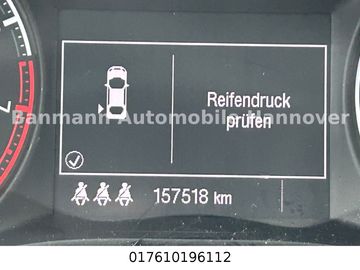 Reifendruck
prüfen
Banmann Automobile Hannover
157518 km
017610196112